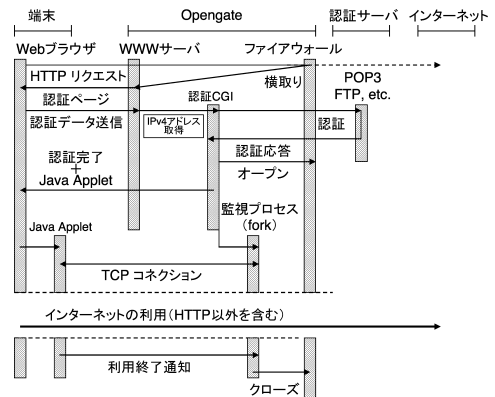 端末
Opengate
認証サーバ
インターネット
Webブラウザ
WWWサーバ
ファイアウォール
HTTP リクエスト
横取り
POP3
FTP, etc.
認証ページ
認証CGI
認証データ送信
IPv4アドレス
取得
認証
認証完了
＋
Java Applet
認証応答
オープン
監視プロセス
(fork)
Java Applet
TCP コネクション
インターネットの利用(HTTP以外を含む)
利用終了通知
クローズ